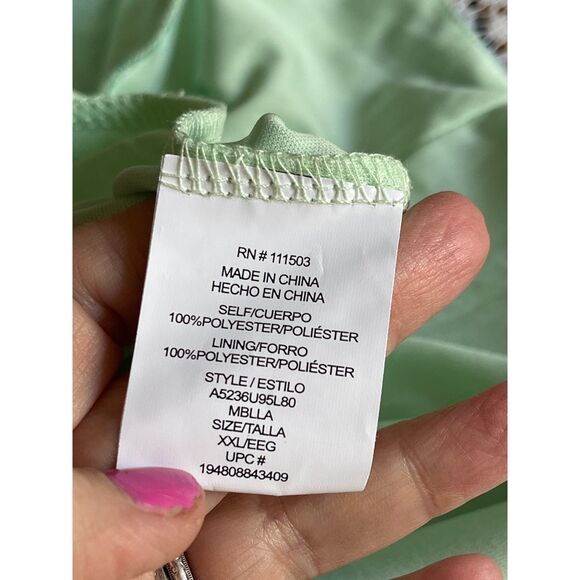 RN # 111503
MADE IN CHINA
HECHO EN CHINA
SELF/CUERPO
100%POLYESTER/POLIÉSTER
LINING/FORRO
100%POLYESTER/POLIÉSTER
STYLE / ESTILO
A5236U95L80
MBLLA
SIZE/TALLA
XXL/EEG
UPC #
194808843409